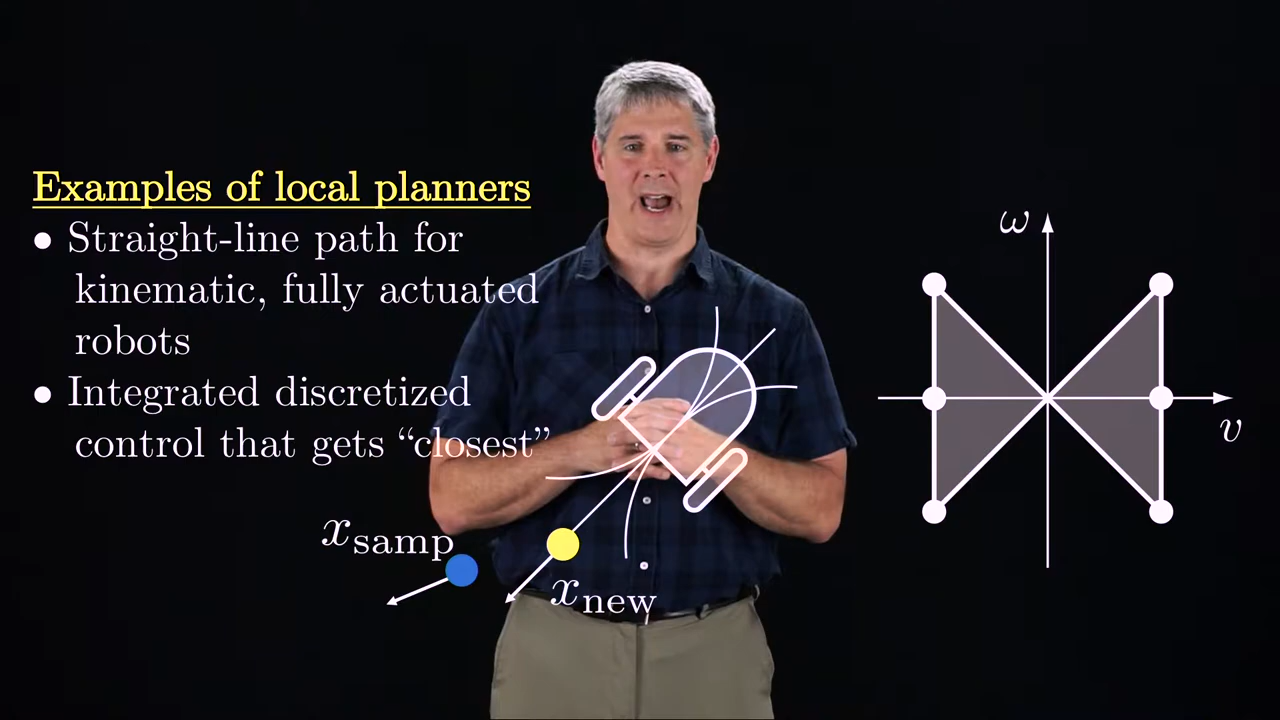 Examples of local planners
• Straight-line path for
kinematic, fully actuated
robots
• Integrated discretized
control that gets “closest”
x_samp
x_new
ω
v